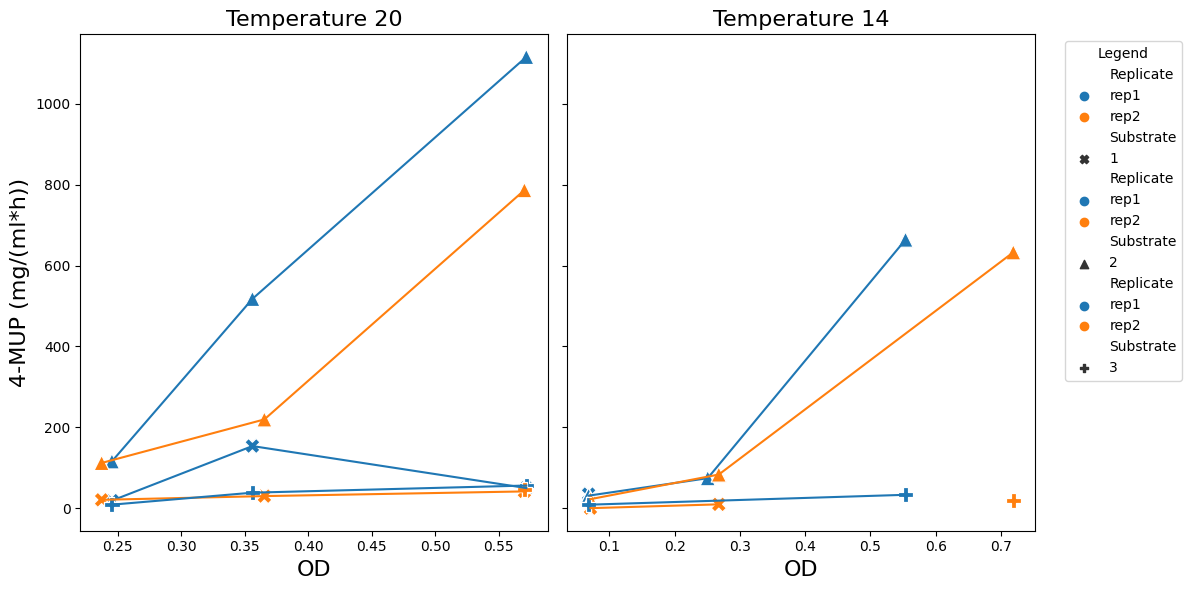 Temperature 20
Temperature 14
4-MUP (mg/(ml*h))
1000
800
600
400
200
0
0.25 0.30 0.35 0.40 0.45 0.50 0.55
OD
0.1 0.2 0.3 0.4 0.5 0.6 0.7
OD
Legend
Replicate
rep1
rep2
Substrate
1
Replicate
rep1
rep2
Substrate
2
Replicate
rep1
rep2
Substrate
3